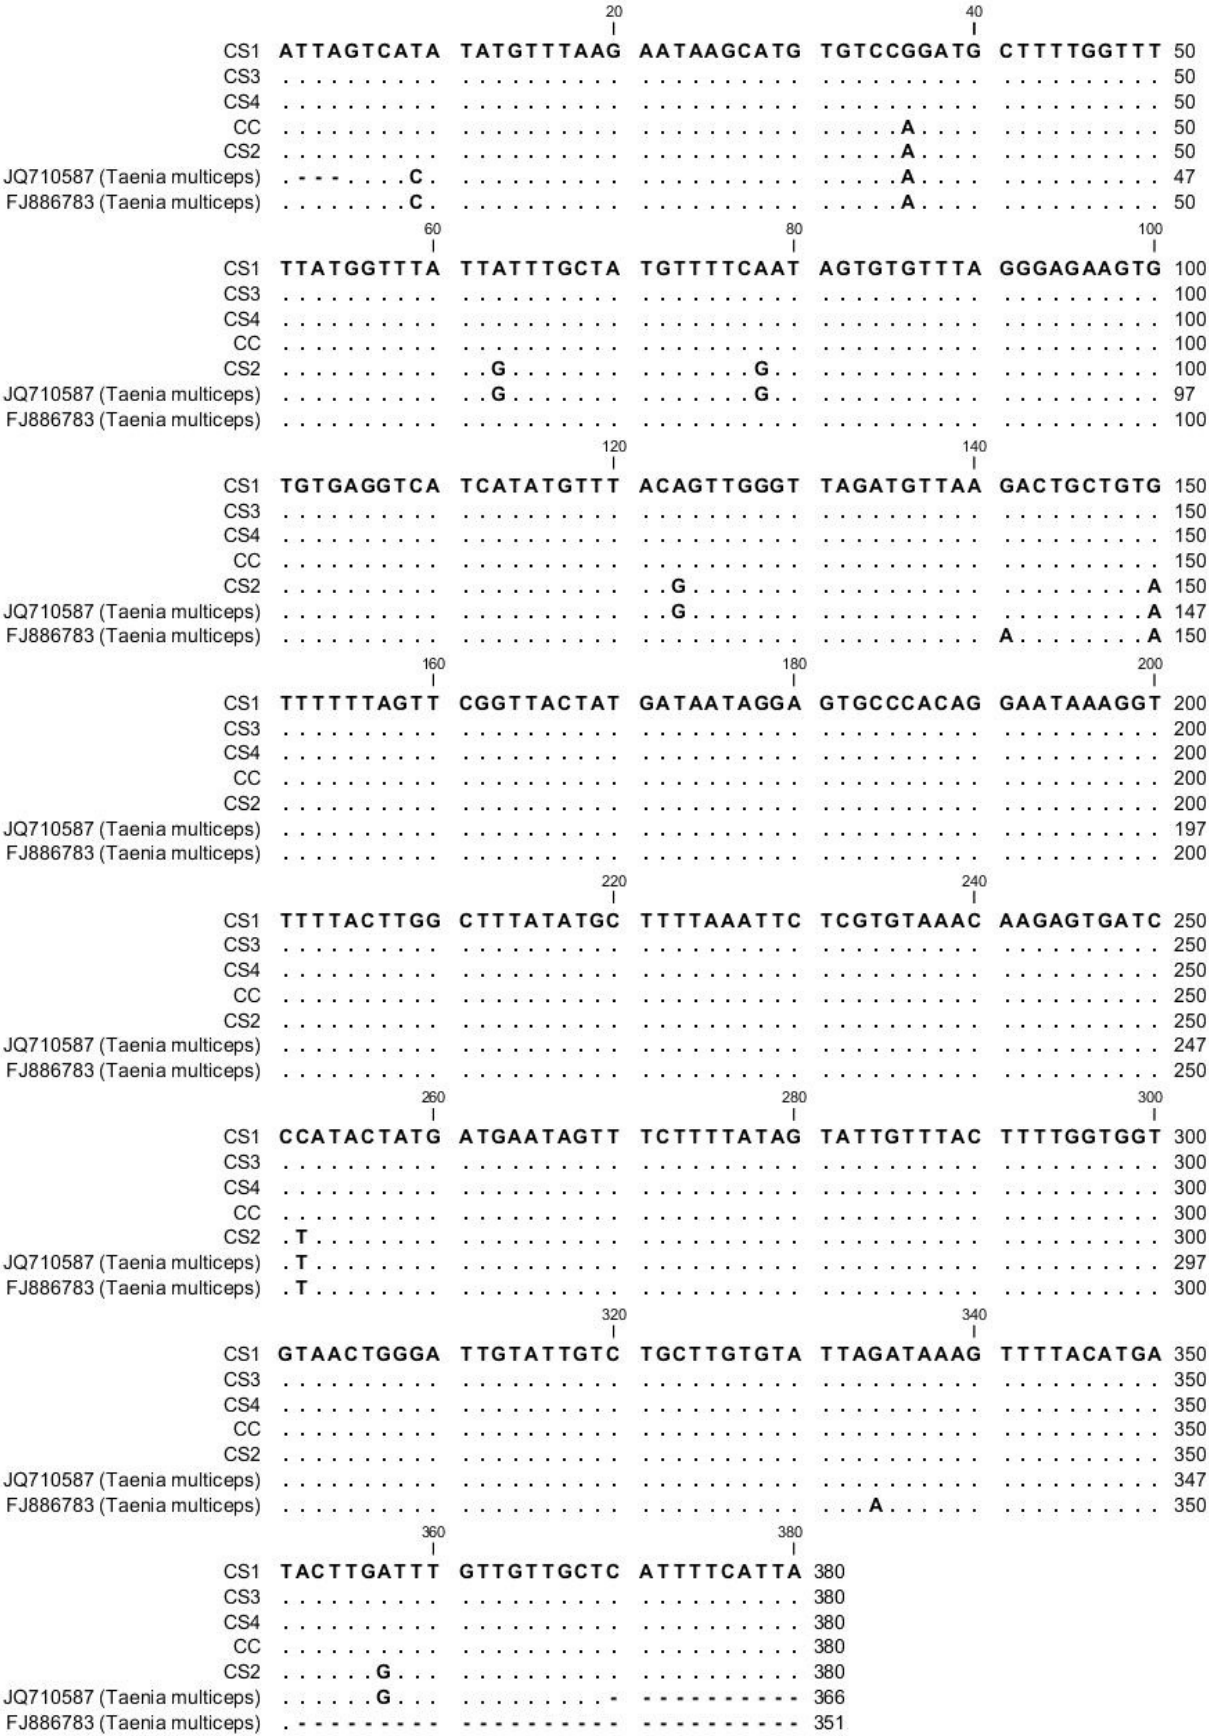 20 40
CS1 ATTAGTCATA TATGTTTAAG AATAAGCATG TGTCCGGATG CTTTTGGTTT 50
CS3 .......... .......... .......... .......... .......... 50
CS4 .......... .......... .......... .......... .......... 50
CC .......... .......... .......... .....A.... .......... 50
CS2 .......... .......... .......... .....A.... .......... 50
JQ710587 (Taenia multiceps) .---....C. .......... .......... .....A.... .......... 47
FJ886783 (Taenia multiceps) ........C. .......... .......... .....A.... .......... 50
60 80 100
CS1 TTATGGTTTA TTATTTGCTA TGTTTTCAAT AGTGTGTTTA GGGAGAAGTG 100
CS3 .......... .......... .......... .......... .......... 100
CS4 .......... .......... .......... .......... .......... 100
CC .......... .......... .......... .......... .......... 100
CS2 .......... ..G....... .......G.. .......... .......... 100
JQ710587 (Taenia multiceps) .......... ..G....... .......G.. .......... .......... 97
FJ886783 (Taenia multiceps) .......... .......... .......... .......... .......... 100
120 140
CS1 TGTGAGGTCA TCATATGTTT ACAGTTGGGT TAGATGTTAA GACTGCTGTG 150
CS3 .......... .......... .......... .......... .......... 150
CS4 .......... .......... .......... .......... .......... 150
CC .......... .......... .......... .......... .......... 150
CS2 .......... .......... ..G....... .......... .........A 150
JQ710587 (Taenia multiceps) .......... .......... ..G....... .......... .........A 147
FJ886783 (Taenia multiceps) .......... .......... .......... .......... A........A 150
160 180 200
CS1 TTTTTTAGTT CGGTTACTAT GATAATAGGA GTGCCCACAG GAATAAAGGT 200
CS3 .......... .......... .......... .......... .......... 200
CS4 .......... .......... .......... .......... .......... 200
CC .......... .......... .......... .......... .......... 200
CS2 .......... .......... .......... .......... .......... 200
JQ710587 (Taenia multiceps) .......... .......... .......... .......... .......... 197
FJ886783 (Taenia multiceps) .......... .......... .......... .......... .......... 200
220 240
CS1 TTTTACTTGG CTTTATATGC TTTTAAATTC TCGTGTAAAC AAGAGTGATC 250
CS3 .......... .......... .......... .......... .......... 250
CS4 .......... .......... .......... .......... .......... 250
CC .......... .......... .......... .......... .......... 250
CS2 .......... .......... .......... .......... .......... 250
JQ710587 (Taenia multiceps) .......... .......... .......... .......... .......... 247
FJ886783 (Taenia multiceps) .......... .......... .......... .......... .......... 250
260 280 300
CS1 CCATACTATG ATGAATAGTT TCTTTTATAG TATTGTTTAC TTTTGGTGGT 300
CS3 .......... .......... .......... .......... .......... 300
CS4 .......... .......... .......... .......... .......... 300
CC .......... .......... .......... .......... .......... 300
CS2 .T........ .......... .......... .......... .......... 300
JQ710587 (Taenia multiceps) .T........ .......... .......... .......... .......... 297
FJ886783 (Taenia multiceps) .T........ .......... .......... .......... .......... 300
320 340
CS1 GTAACTGGGA TTGTATTGTC TGCTTGTGTA TTAGATAAAG TTTTACATGA 350
CS3 .......... .......... .......... .......... .......... 350
CS4 .......... .......... .......... .......... .......... 350
CC .......... .......... .......... .......... .......... 350
CS2 .......... .......... .......... .......... .......... 350
JQ710587 (Taenia multiceps) .......... .......... .......... .......... .......... 347
FJ886783 (Taenia multiceps) .......... .......... .......... ...A...... .......... 350
360 380
CS1 TACTTGATTT GTTGTTGCTC ATTTTCATTA 380
CS3 .......... .......... .......... 380
CS4 .......... .......... .......... 380
CC .......... .......... .......... 380
CS2 ......G... .......... .......... 380
JQ710587 (Taenia multiceps) ......G... .........- ---------- 366
FJ886783 (Taenia multiceps) .--------- ---------- ---------- 351